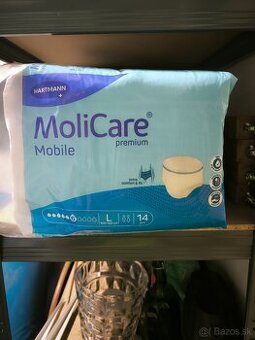 HARTMANN
MoliCare®
premium
Mobile
L
14
Bazos.sk